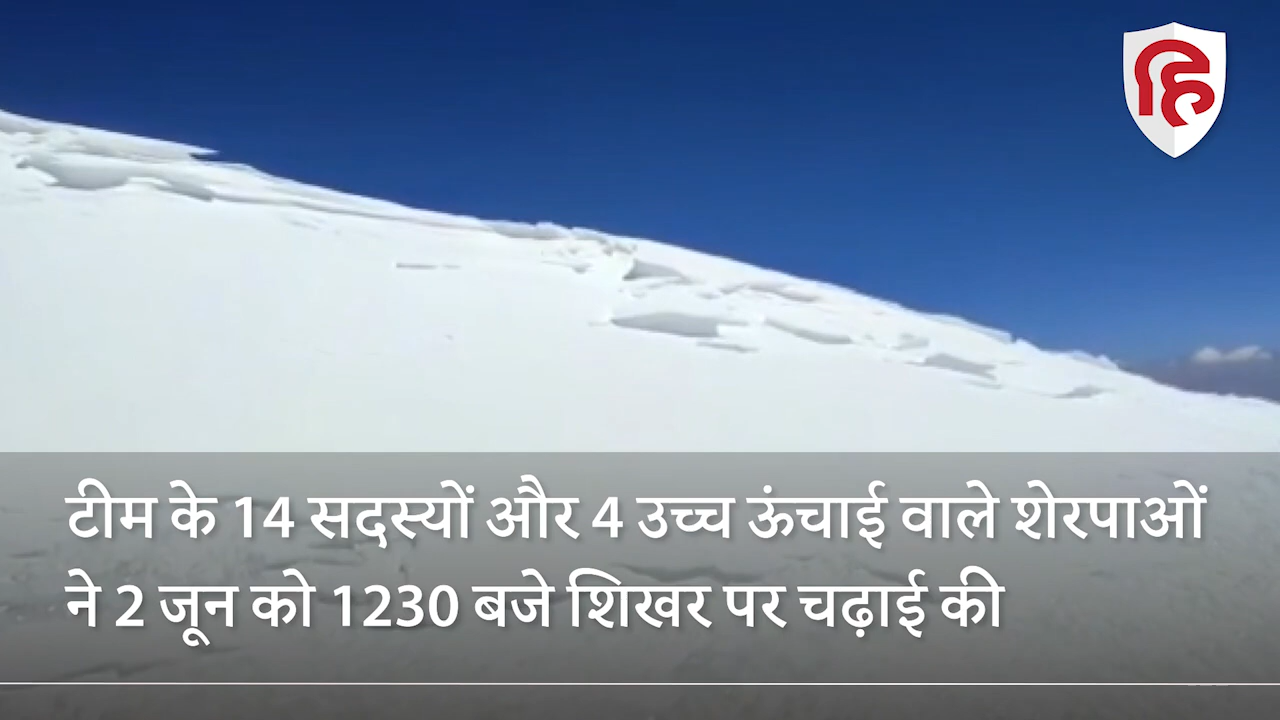 हि
टीम के 14 सदस्यों और 4 उच्च ऊंचाई वाले शेरपाओं
ने 2 जून को 1230 बजे शिखर पर चढ़ाई की